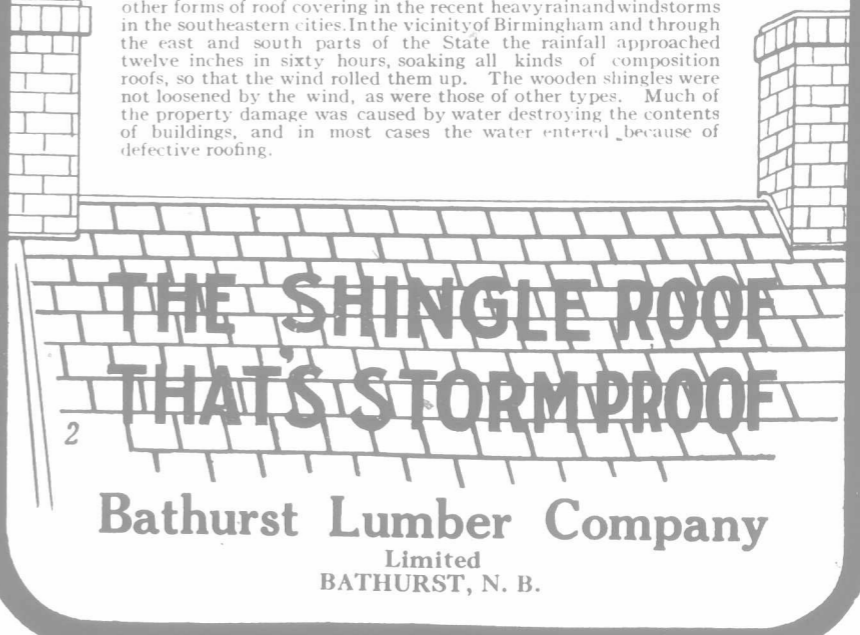 other forms of roof covering in the recent heavy rain and windstorms
in the southeastern cities. In the vicinity of Birmingham and through
the east and south parts of the State the rainfall approached
twelve inches in sixty hours, soaking all kinds of composition
roofs, so that the wind rolled them up. The wooden shingles were
not loosened by the wind, as were those of other types. Much of
the property damage was caused by water destroying the contents
of buildings, and in most cases the water entered because of
defective roofing.
THE SHINGLE ROOF
THAT'S STORMPROOF
2
Bathurst Lumber Company
Limited
BATHURST, N. B.